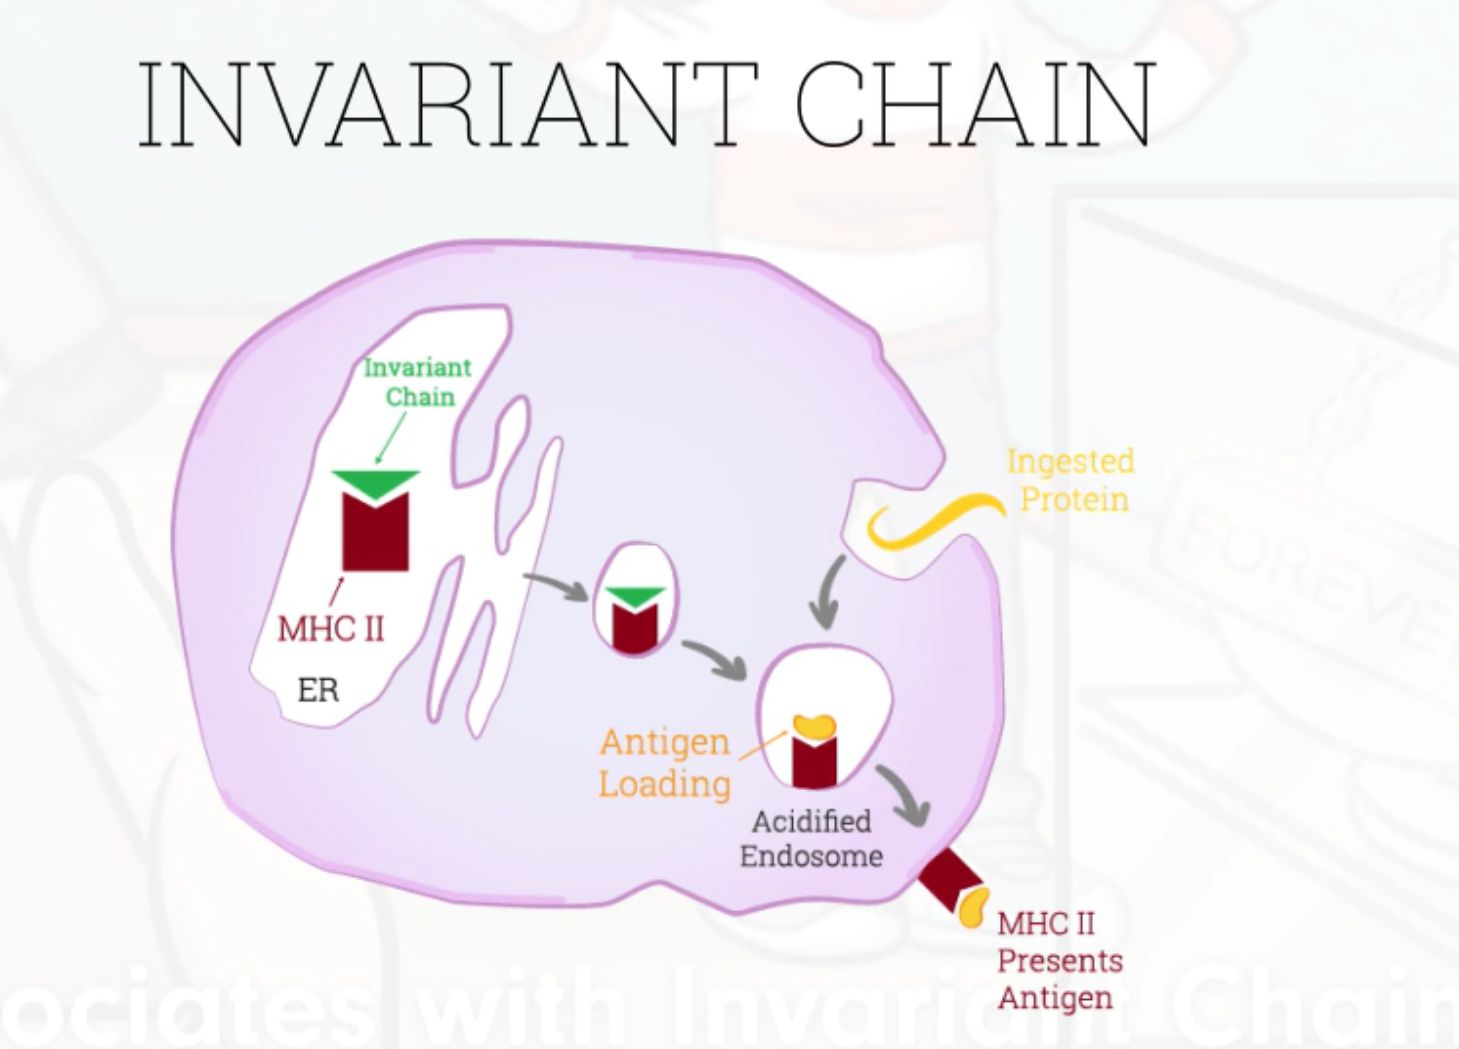 INVARIANT CHAIN
Invariant
Chain
MHC II
ER
Ingested
Protein
Antigen
Loading
Acidified
Endosome
MHC II
Presents
Antigen
FOREVE
ociates with Invariant Chain